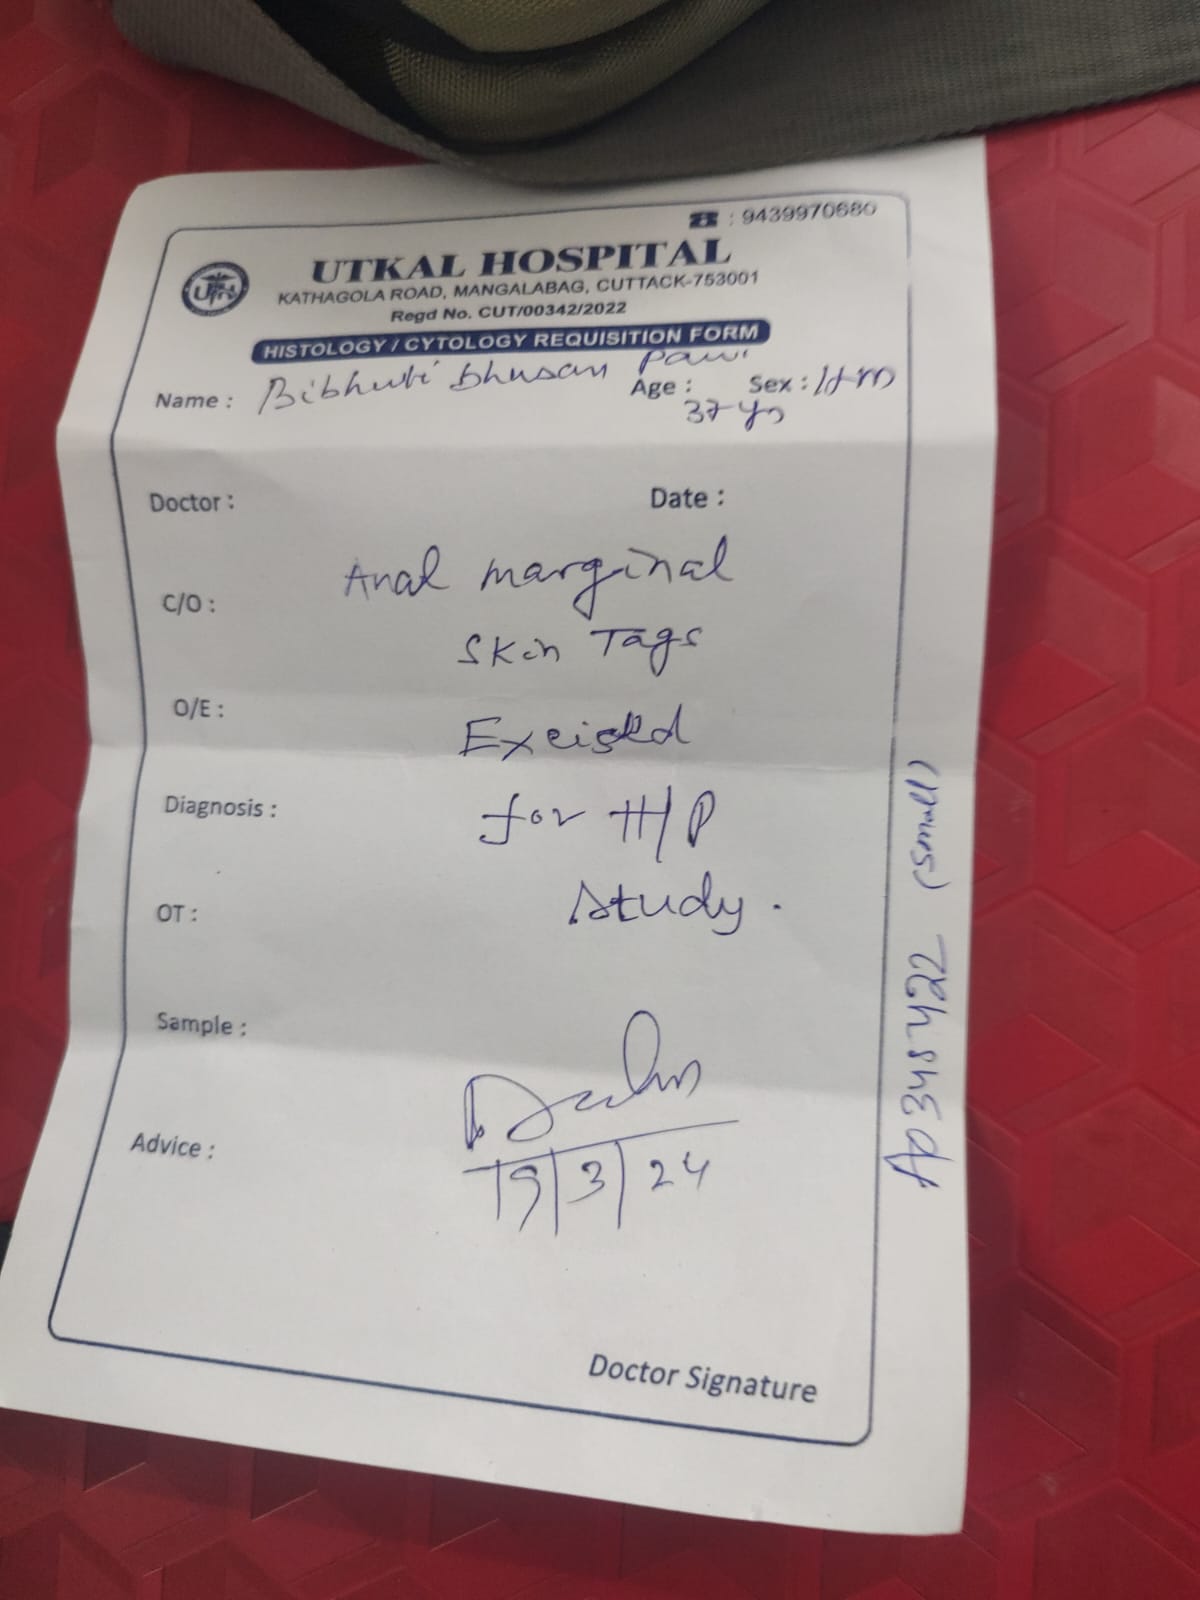 ☎ : 9439970680
UTKAL HOSPITAL
KATHAGOLA ROAD, MANGALABAG, CUTTACK-753001
Regd No. CUT/00342/2022
HISTOLOGY / CYTOLOGY REQUISITION FORM
Name : Bibhuti Bhusan
Age : 37 yrs Sex :
Doctor : Date :
Anal marginal
C/O :
Skin Tags
O/E :
Excised
Diagnosis :
for H/P
OT :
study.
Sample :
Advice :
19/3/24
Doctor Signature
AP348422 (small)